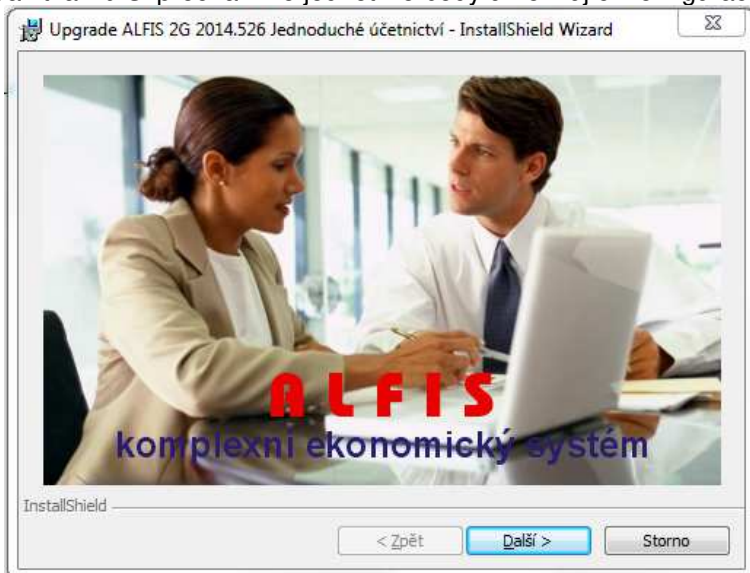 Upgrade ALFIS 2G 2014.526 Jednoduché účetnictví - InstallShield Wizard
ALFIS
komplexní ekonomický systém
InstallShield
< Zpět
Další >
Storno